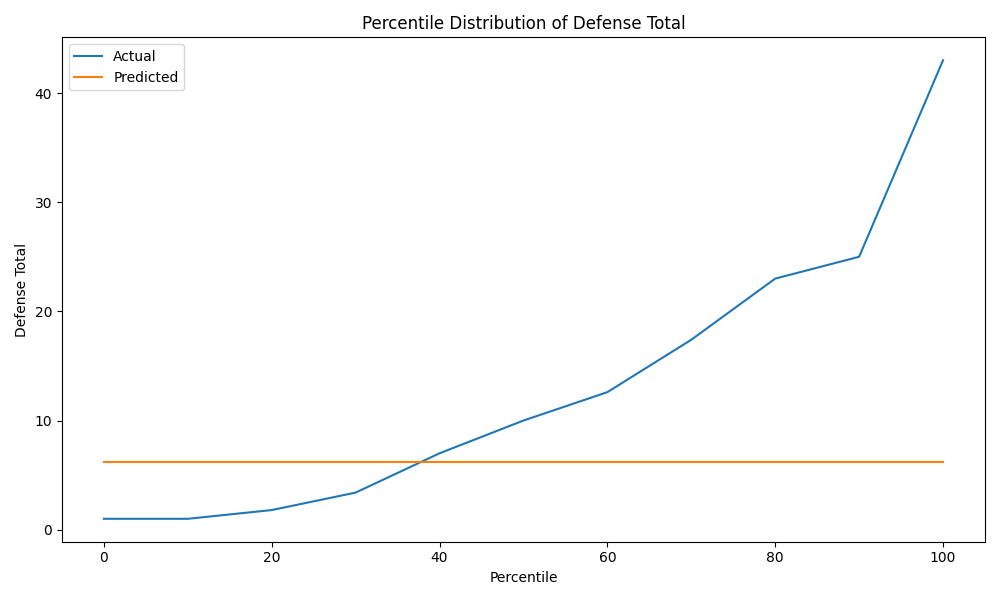 Percentile Distribution of Defense Total
Actual
Predicted
40
30
20
10
0
Defense Total
0 20 40 60 80 100
Percentile